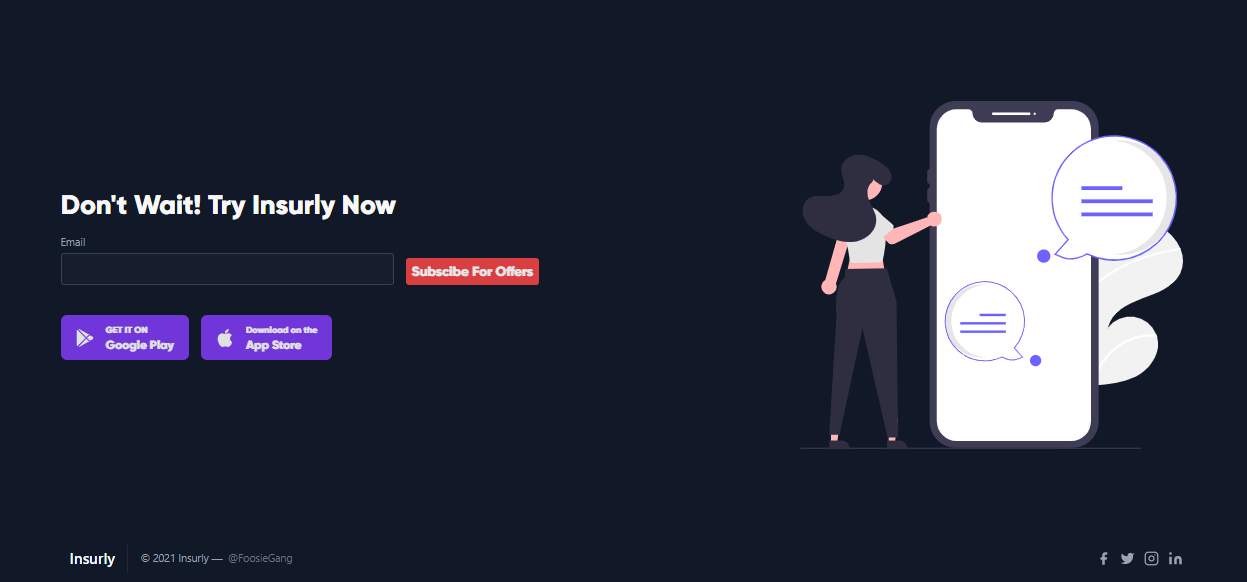 Don't Wait! Try Insurly Now
Email
Subscibe For Offers
GET IT ON
Google Play
Download on the
App Store
Insurly
© 2021 Insurly — @FoosieGang